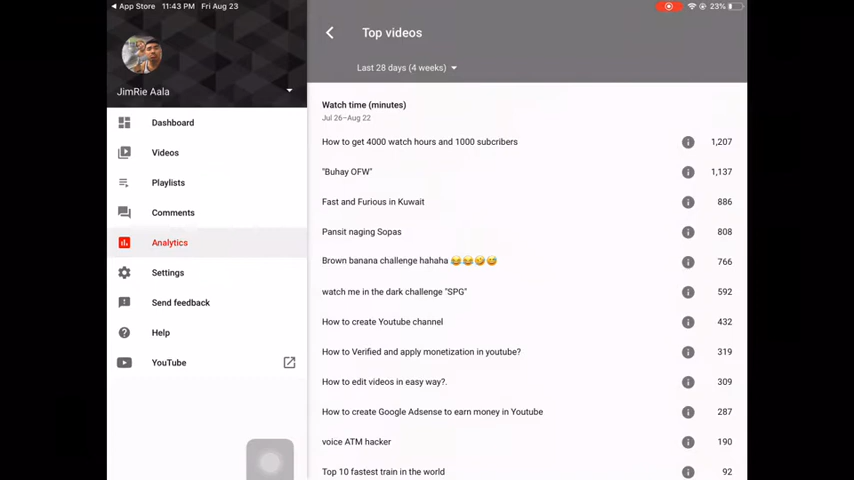 App Store 11:43 PM Fri Aug 23 23%
JimRie Aala
Dashboard
Videos
Playlists
Comments
Analytics
Settings
Send feedback
Help
YouTube
Top videos
Last 28 days (4 weeks)
Watch time (minutes)
Jul 26–Aug 22
How to get 4000 watch hours and 1000 subcribers 1,207
"Buhay OFW" 1,137
Fast and Furious in Kuwait 886
Pansit naging Sopas 808
Brown banana challenge hahaha 😂😂🤣😅 766
watch me in the dark challenge "SPG" 592
How to create Youtube channel 432
How to Verified and apply monetization in youtube? 319
How to edit videos in easy way?. 309
How to create Google Adsense to earn money in Youtube 287
voice ATM hacker 190
Top 10 fastest train in the world 92